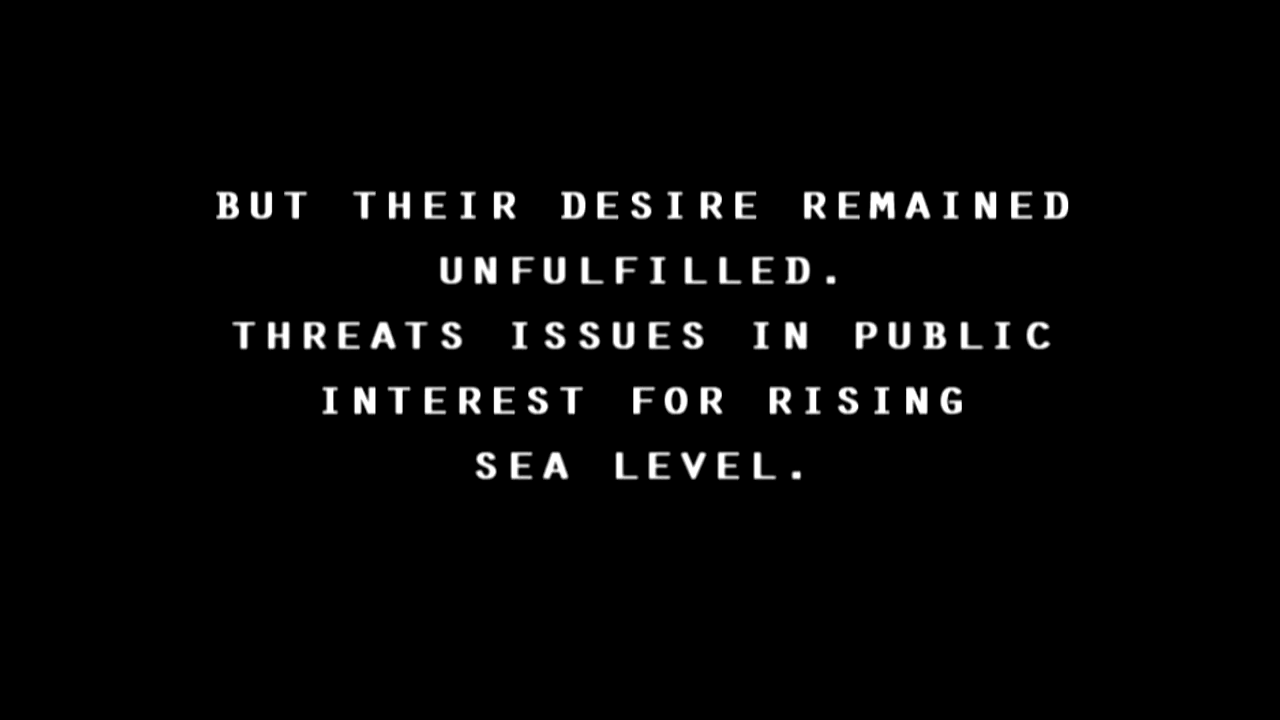 BUT THEIR DESIRE REMAINED
UNFULFILLED.
THREATS ISSUES IN PUBLIC
INTEREST FOR RISING
SEA LEVEL.